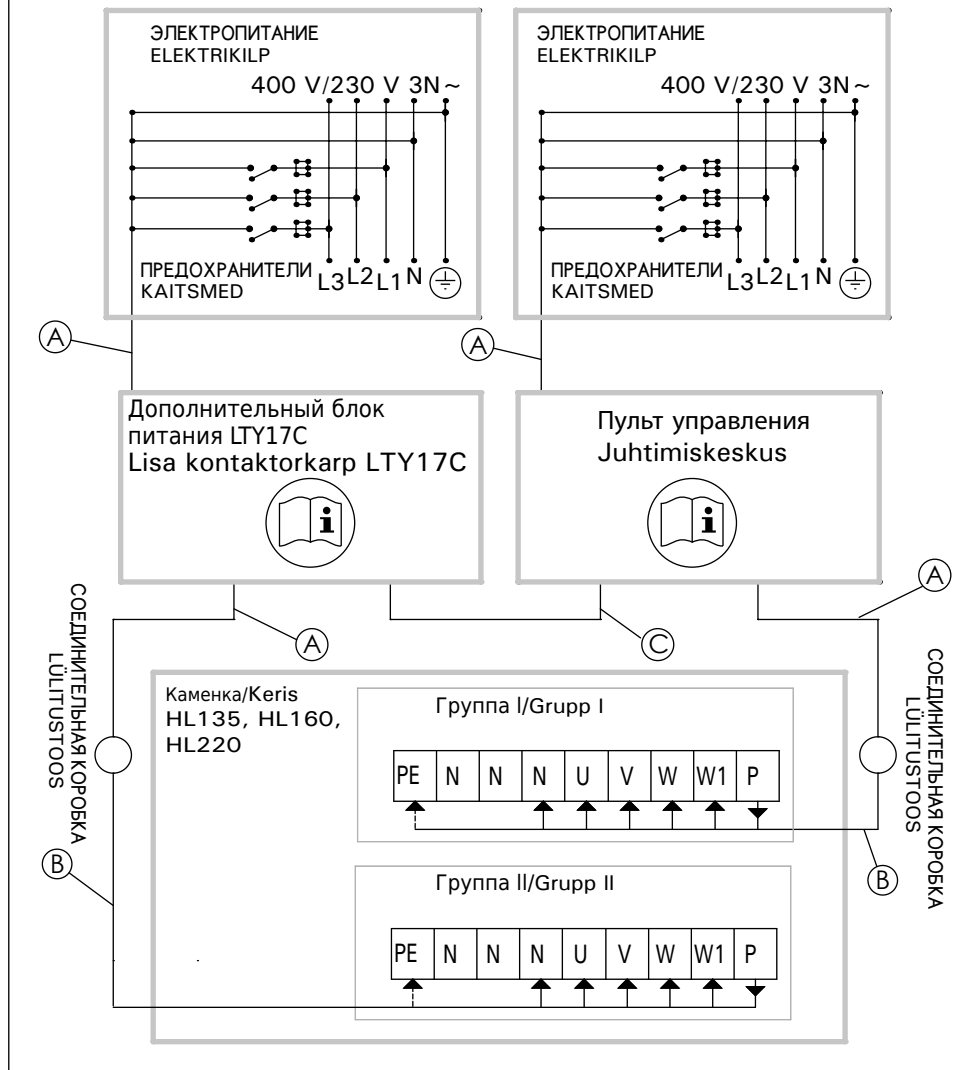 ЭЛЕКТРОПИТАНИЕ
ELEKTRIKILP
400 V/230 V 3N~
ПРЕДОХРАНИТЕЛИ
KAITSMED
L3 L2 L1 N
ЭЛЕКТРОПИТАНИЕ
ELEKTRIKILP
400 V/230 V 3N~
ПРЕДОХРАНИТЕЛИ
KAITSMED
L3 L2 L1 N
A
A
Дополнительный блок
питания LTY17C
Lisa kontaktorkarp LTY17C
i
Пульт управления
Juhtimiskeskus
i
A
A
C
СОЕДИНИТЕЛЬНАЯ КОРОБКА
LÜLITUSTOOS
СОЕДИНИТЕЛЬНАЯ КОРОБКА
LÜLITUSTOOS
Каменка/Keris
HL135, HL160,
HL220
Группа I/Grupp I
PE N N N U V W W1 P
B
B
Группа II/Grupp II
PE N N N U V W W1 P